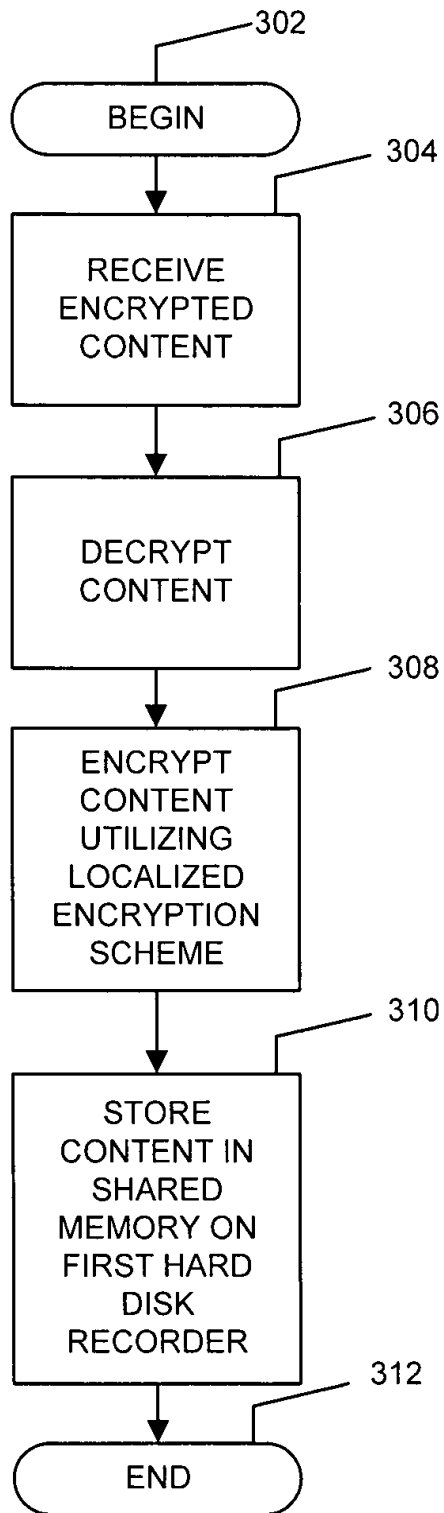 302
BEGIN
304
RECEIVE
ENCRYPTED
CONTENT
306
DECRYPT
CONTENT
308
ENCRYPT
CONTENT
UTILIZING
LOCALIZED
ENCRYPTION
SCHEME
310
STORE
CONTENT IN
SHARED
MEMORY ON
FIRST HARD
DISK
RECORDER
312
END